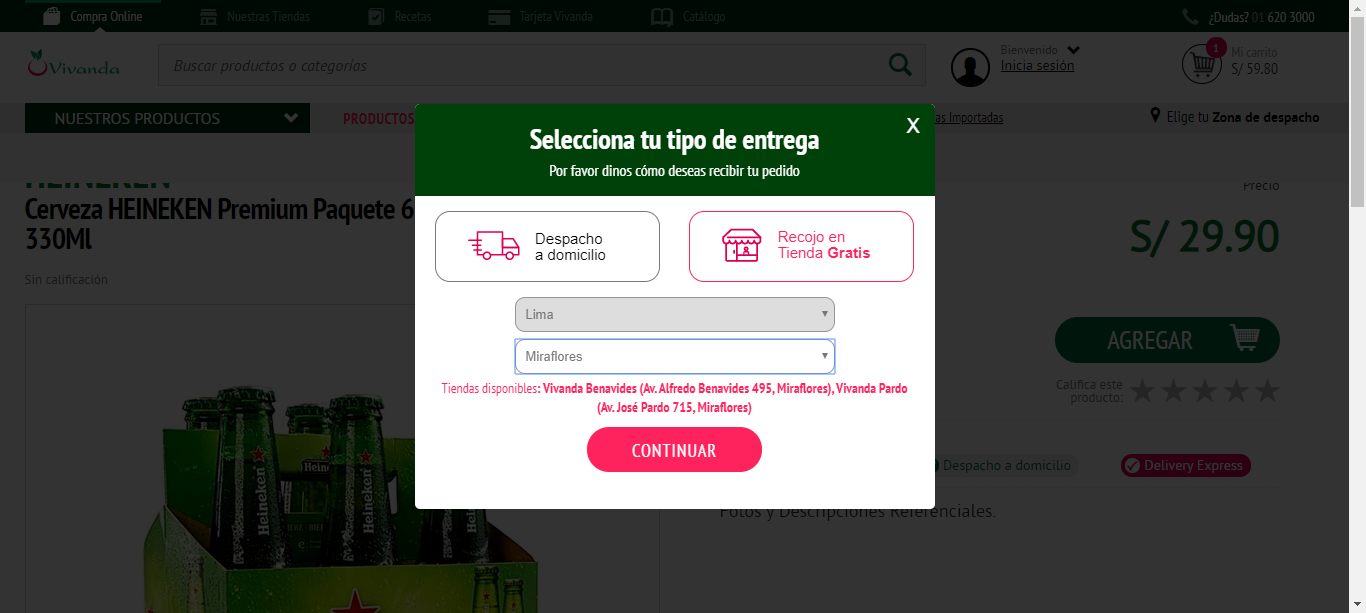 Compra Online
Nuestras Tiendas
Recetas
Tarjeta Vivanda
Catálogo
¿Dudas? 01 620 3000
Vivanda
Buscar productos o categorías
Bienvenido
Inicia sesión
1
Mi carrito
S/ 59.80
NUESTROS PRODUCTOS
PRODUCTOS
as Importadas
Elige tu Zona de despacho
Selecciona tu tipo de entrega
X
Por favor dinos cómo deseas recibir tu pedido
HEINEKEN
Cerveza HEINEKEN Premium Paquete 6
330Ml
Sin calificación
Precio
S/ 29.90
Despacho
a domicilio
Recojo en
Tienda Gratis
Lima
Miraflores
Tiendas disponibles: Vivanda Benavides (Av. Alfredo Benavides 495, Miraflores), Vivanda Pardo
(Av. José Pardo 715, Miraflores)
CONTINUAR
AGREGAR
Califica este
producto:
Despacho a domicilio
Delivery Express
Fotos y Descripciones Referenciales.
Heineken
Heineken